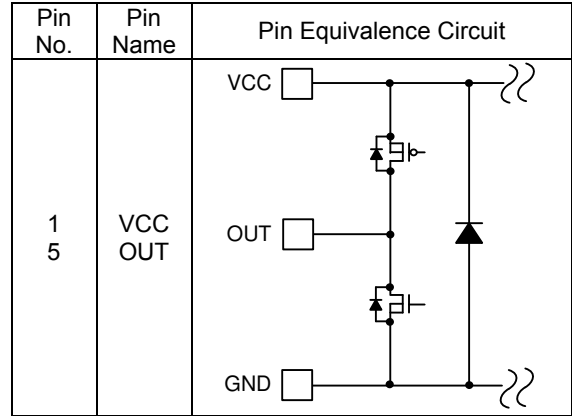 Pin No.
Pin Name
Pin Equivalence Circuit
1
5
VCC
OUT
VCC
OUT
GND